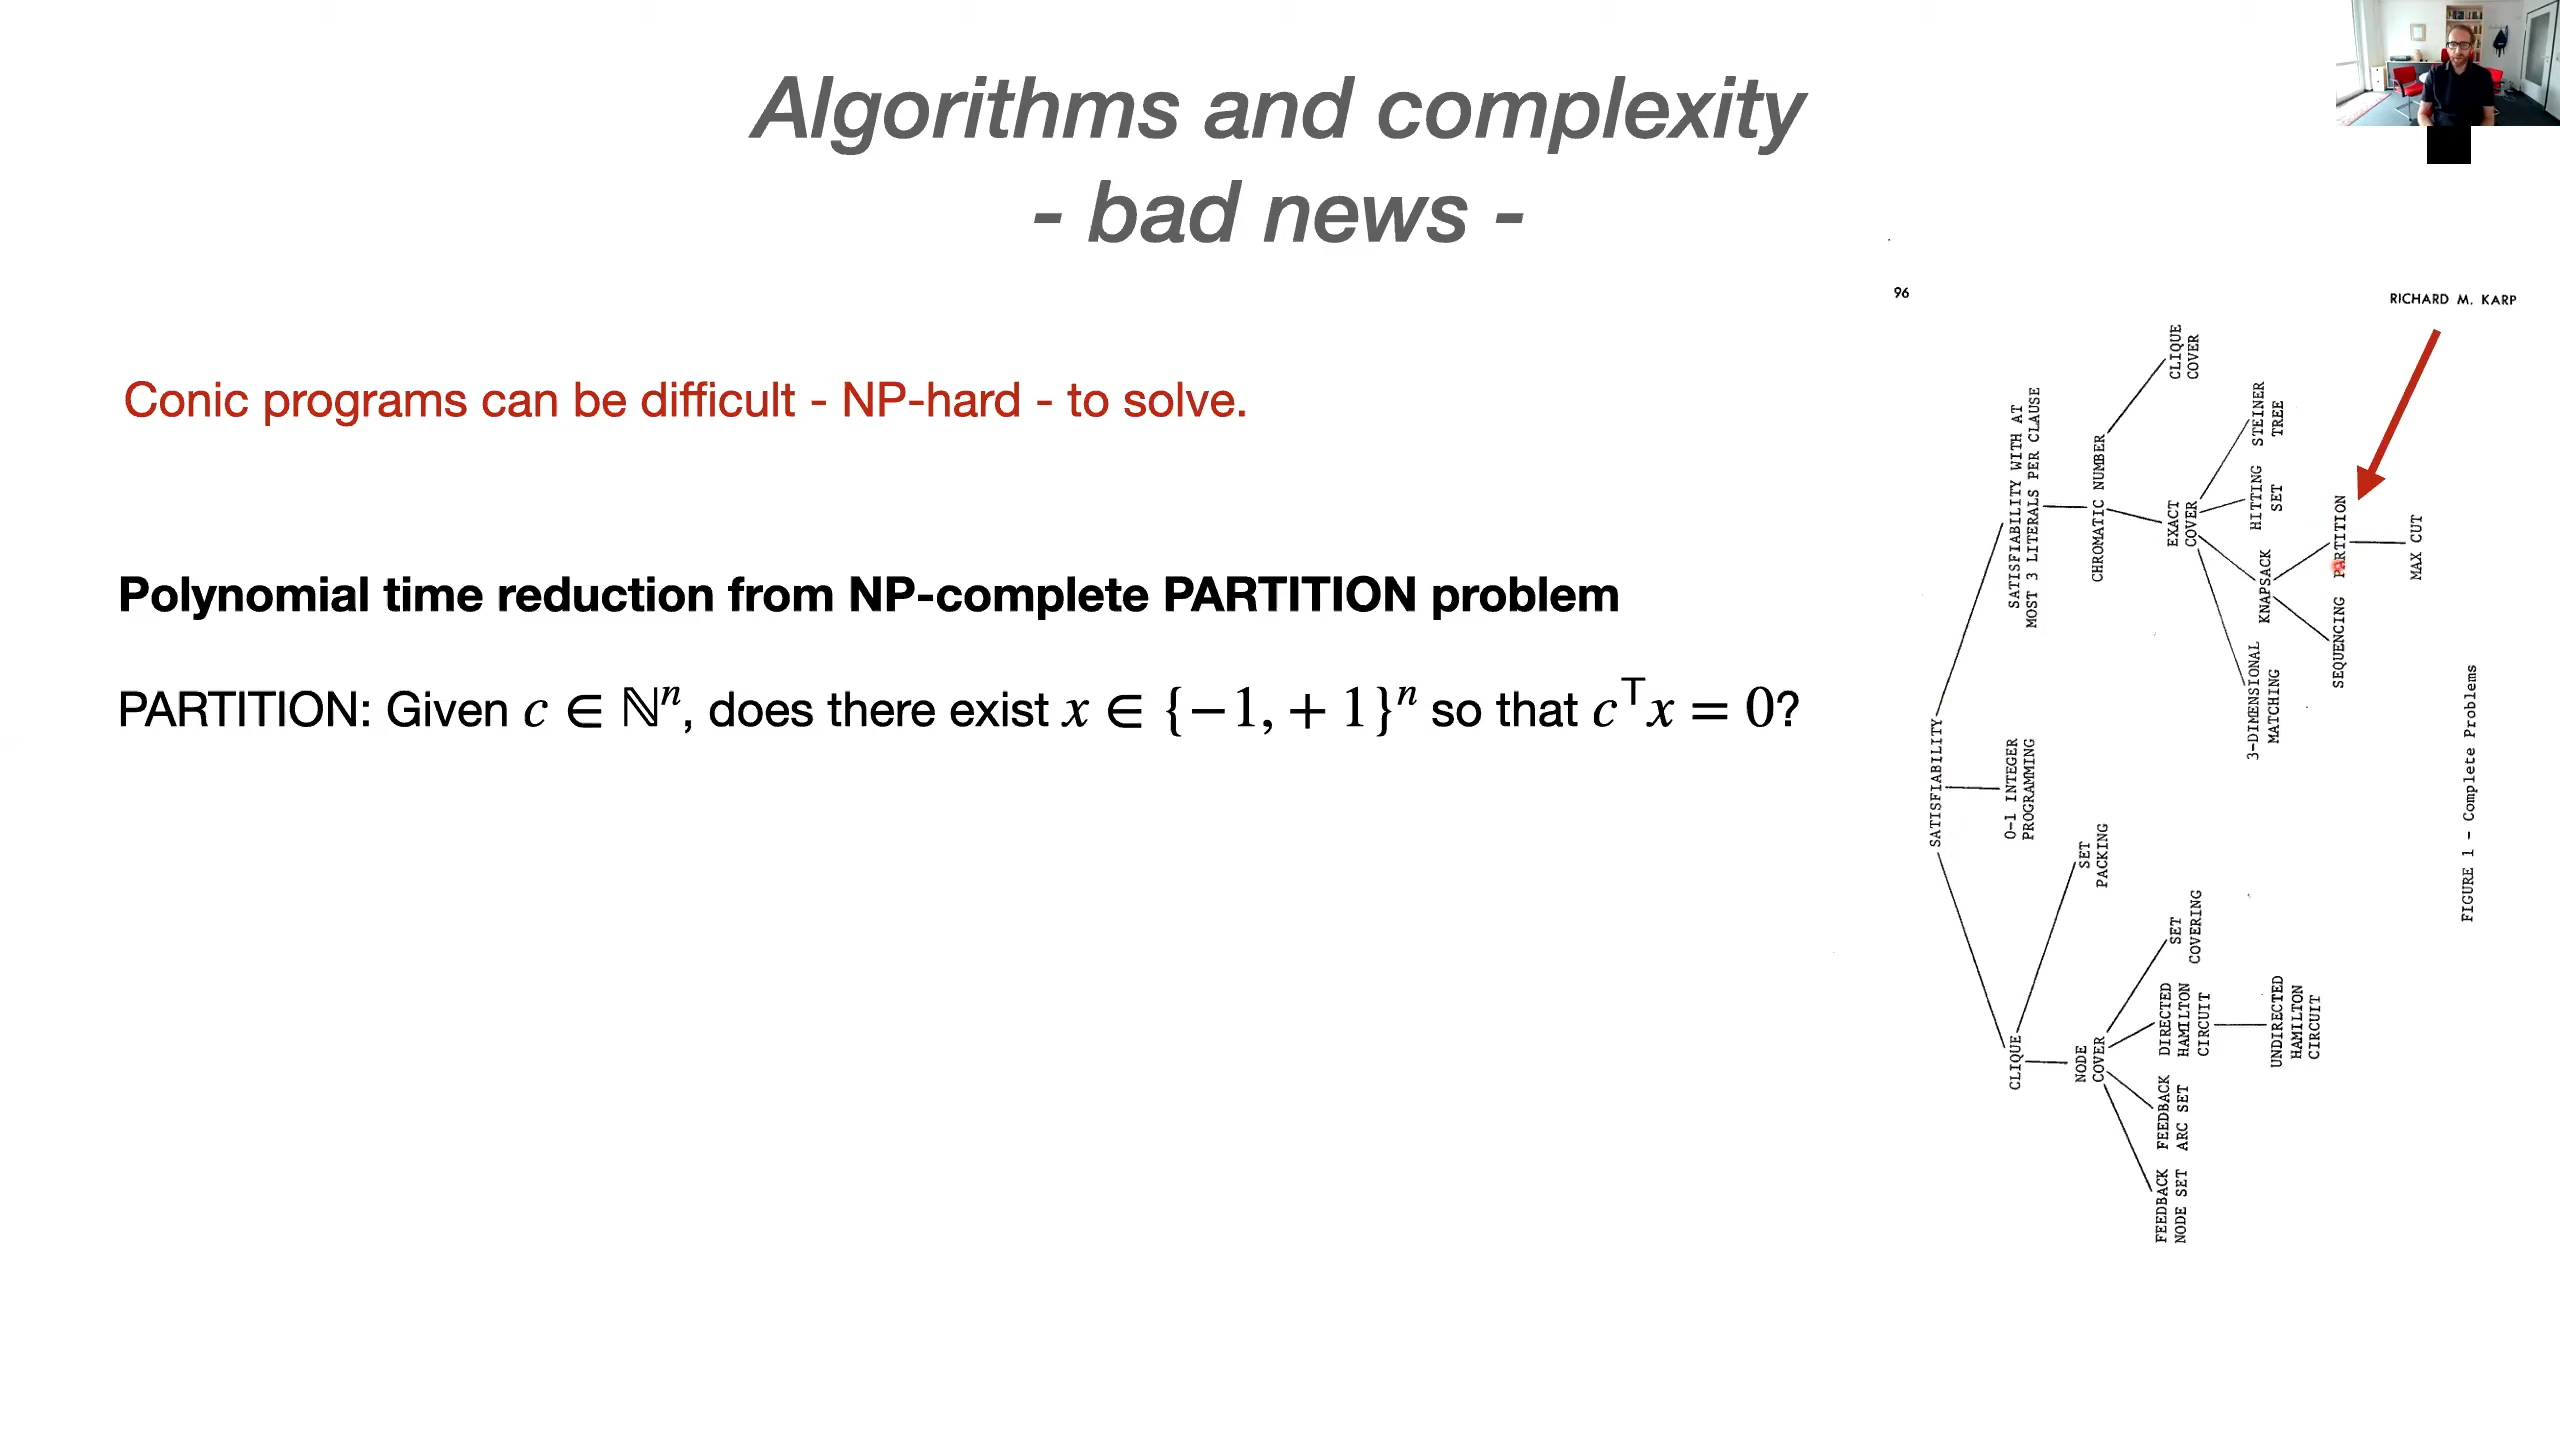 Algorithms and complexity
- bad news -
Conic programs can be difficult - NP-hard - to solve.
Polynomial time reduction from NP-complete PARTITION problem
PARTITION: Given c ∈ ℕⁿ, does there exist x ∈ {−1, + 1}ⁿ so that c⊤x = 0?
96
RICHARD M. KARP
SATISFIABILITY
SATISFIABILITY WITH AT
MOST 3 LITERALS PER CLAUSE
CHROMATIC NUMBER
CLIQUE
COVER
EXACT
COVER
STEINER
TREE
HITTING
SET
KNAPSACK
3-DIMENSIONAL
MATCHING
PARTITION
SEQUENCING
MAX CUT
0-1 INTEGER
PROGRAMMING
CLIQUE
SET
PACKING
NODE
COVER
SET
COVERING
DIRECTED
HAMILTON
CIRCUIT
UNDIRECTED
HAMILTON
CIRCUIT
FEEDBACK
ARC SET
FEEDBACK
NODE SET
FIGURE 1 - Complete Problems